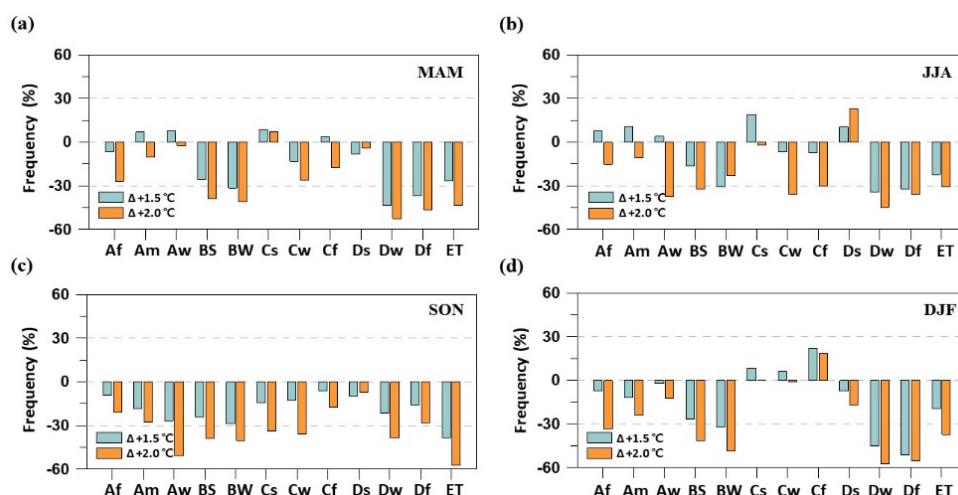 (a)
MAM
Frequency (%)
60
30
0
-30
-60
Δ+1.5 ℃
Δ+2.0 ℃
Af Am Aw BS BW Cs Cw Cf Ds Dw Df ET
(b)
JJA
Frequency (%)
60
30
0
-30
-60
Δ+1.5 ℃
Δ+2.0 ℃
Af Am Aw BS BW Cs Cw Cf Ds Dw Df ET
(c)
SON
Frequency (%)
60
30
0
-30
-60
Δ+1.5 ℃
Δ+2.0 ℃
Af Am Aw BS BW Cs Cw Cf Ds Dw Df ET
(d)
DJF
Frequency (%)
60
30
0
-30
-60
Δ+1.5 ℃
Δ+2.0 ℃
Af Am Aw BS BW Cs Cw Cf Ds Dw Df ET